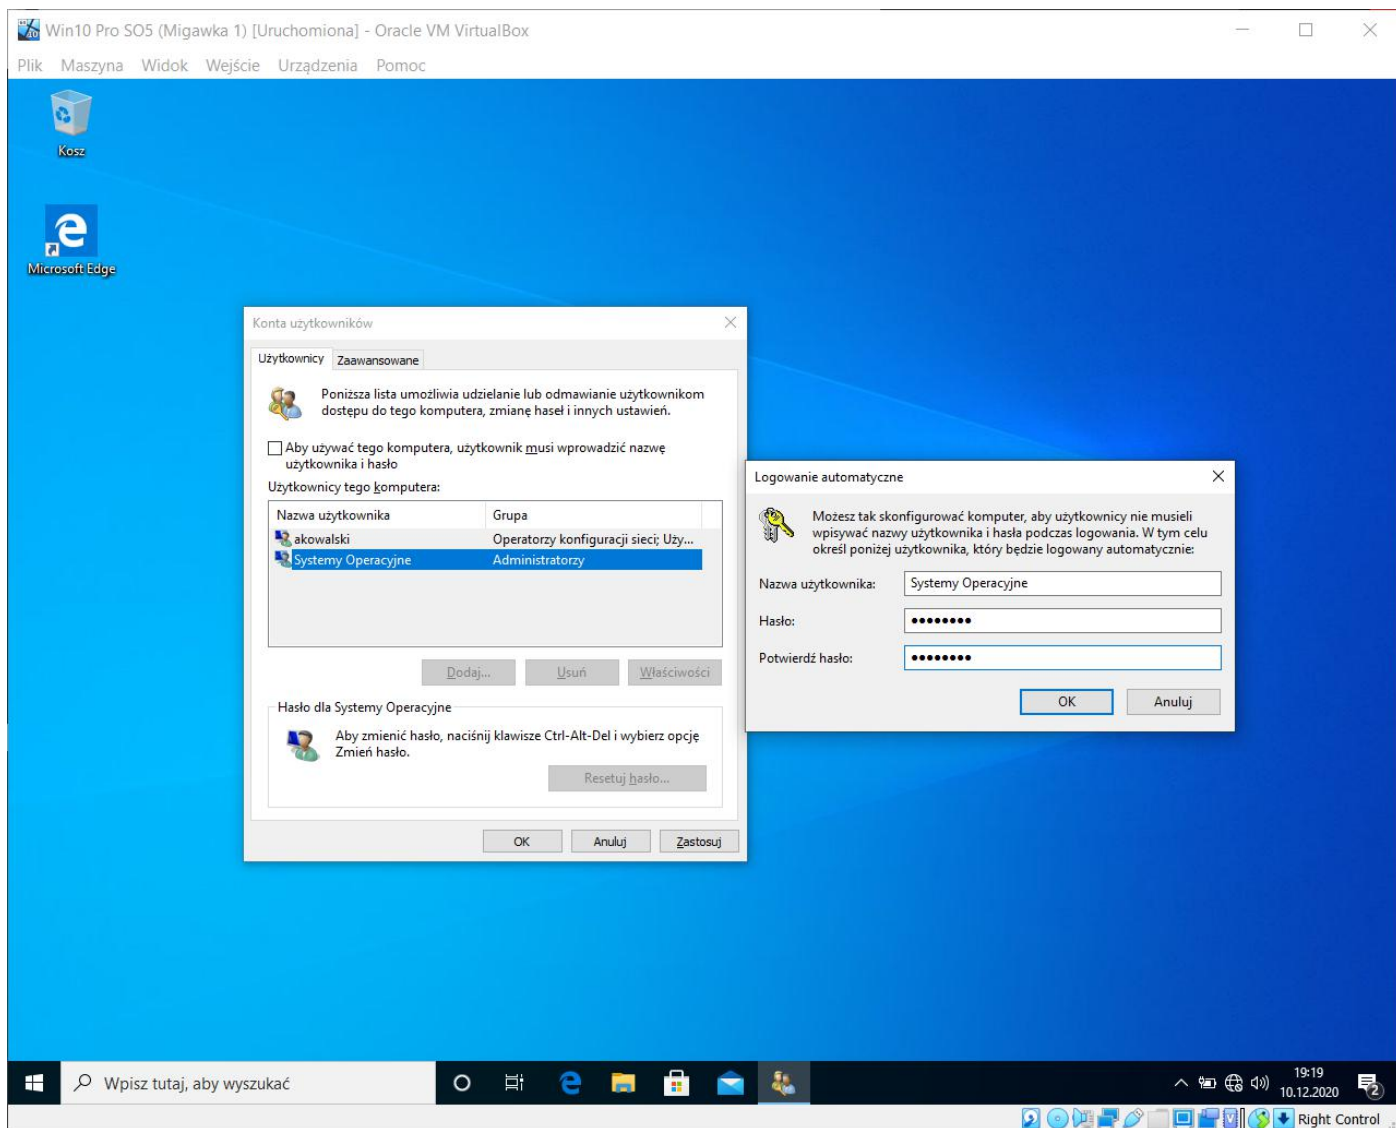 Win10 Pro SO5 (Migawka 1) [Uruchomiona] - Oracle VM VirtualBox
Plik Maszyna Widok Wejście Urządzenia Pomoc
Kosz
Microsoft Edge
Konta użytkowników
Użytkownicy Zaawansowane
Poniższa lista umożliwia udzielanie lub odmawianie użytkownikom
dostępu do tego komputera, zmianę haseł i innych ustawień.
Aby używać tego komputera, użytkownik musi wprowadzić nazwę
użytkownika i hasło
Użytkownicy tego komputera:
Nazwa użytkownika Grupa
akowalski Operatorzy konfiguracji sieci; Uży...
Systemy Operacyjne Administratorzy
Dodaj... Usuń Właściwości
Hasło dla Systemy Operacyjne
Aby zmienić hasło, naciśnij klawisze Ctrl-Alt-Del i wybierz opcję
Zmień hasło.
Resetuj hasło...
OK Anuluj Zastosuj
Logowanie automatyczne
Możesz tak skonfigurować komputer, aby użytkownicy nie musieli
wpisywać nazwy użytkownika i hasła podczas logowania. W tym celu
określ poniżej użytkownika, który będzie logowany automatycznie:
Nazwa użytkownika: Systemy Operacyjne
Hasło: ●●●●●●●●
Potwierdź hasło: ●●●●●●●●
OK Anuluj
Wpisz tutaj, aby wyszukać
19:19
10.12.2020
2
Right Control